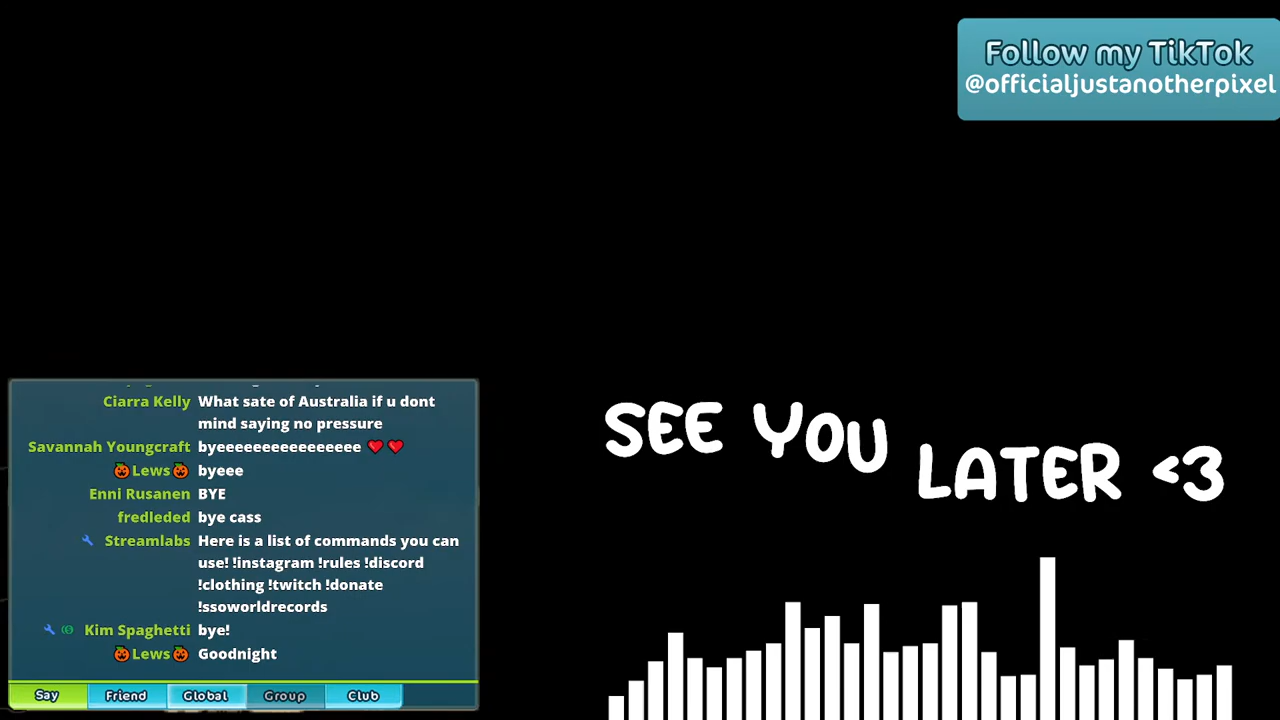 Follow my TikTok
@officialjustanotherpixel
Ciarra Kelly What sate of Australia if u dont
mind saying no pressure
Savannah Youngcraft byeeeeeeeeeeeeeeee ❤️ ❤️
🎃Lews🎃 byeee
Enni Rusanen BYE
fredleded bye cass
Streamlabs Here is a list of commands you can
use! !instagram !rules !discord
!clothing !twitch !donate
!ssoworldrecords
Kim Spaghetti bye!
🎃Lews🎃 Goodnight
Say Friend Global Group Club
SEE YOU
LATER <3